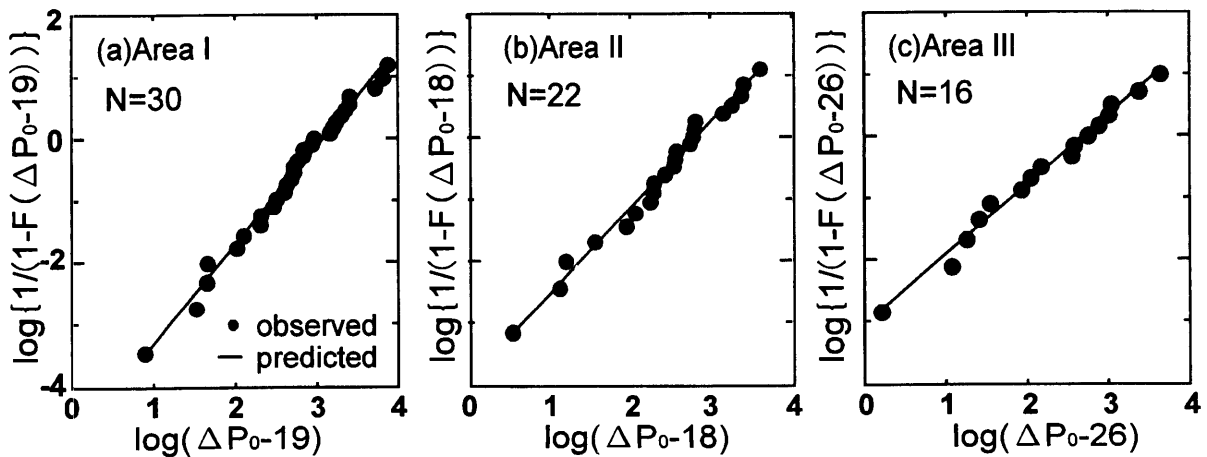 log{1/(1-F(ΔP₀-19))}
2
0
-2
-4
(a)Area I
N=30
● observed
— predicted
0 1 2 3 4
log(ΔP₀-19)
log{1/(1-F(ΔP₀-18))}
(b)Area II
N=22
0 1 2 3 4
log(ΔP₀-18)
log{1/(1-F(ΔP₀-26))}
(c)Area III
N=16
0 1 2 3 4
log(ΔP₀-26)